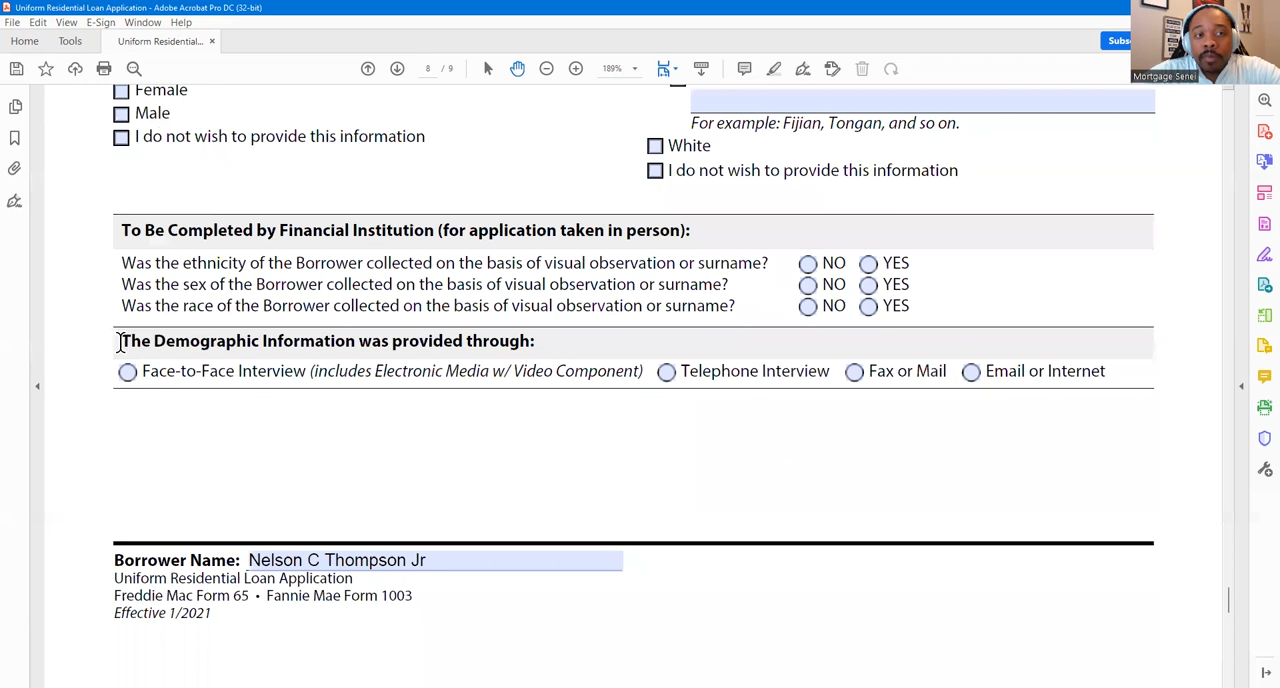 Uniform Residential Loan Application - Adobe Acrobat Pro DC (32-bit)
File Edit View E-Sign Window Help
Home Tools Uniform Residential... × Subs
8 / 9 189%
Mortgage Sensi
Female
Male
I do not wish to provide this information
For example: Fijian, Tongan, and so on.
White
I do not wish to provide this information
To Be Completed by Financial Institution (for application taken in person):
Was the ethnicity of the Borrower collected on the basis of visual observation or surname? NO YES
Was the sex of the Borrower collected on the basis of visual observation or surname? NO YES
Was the race of the Borrower collected on the basis of visual observation or surname? NO YES
The Demographic Information was provided through:
Face-to-Face Interview (includes Electronic Media w/ Video Component) Telephone Interview Fax or Mail Email or Internet
Borrower Name: Nelson C Thompson Jr
Uniform Residential Loan Application
Freddie Mac Form 65 • Fannie Mae Form 1003
Effective 1/2021